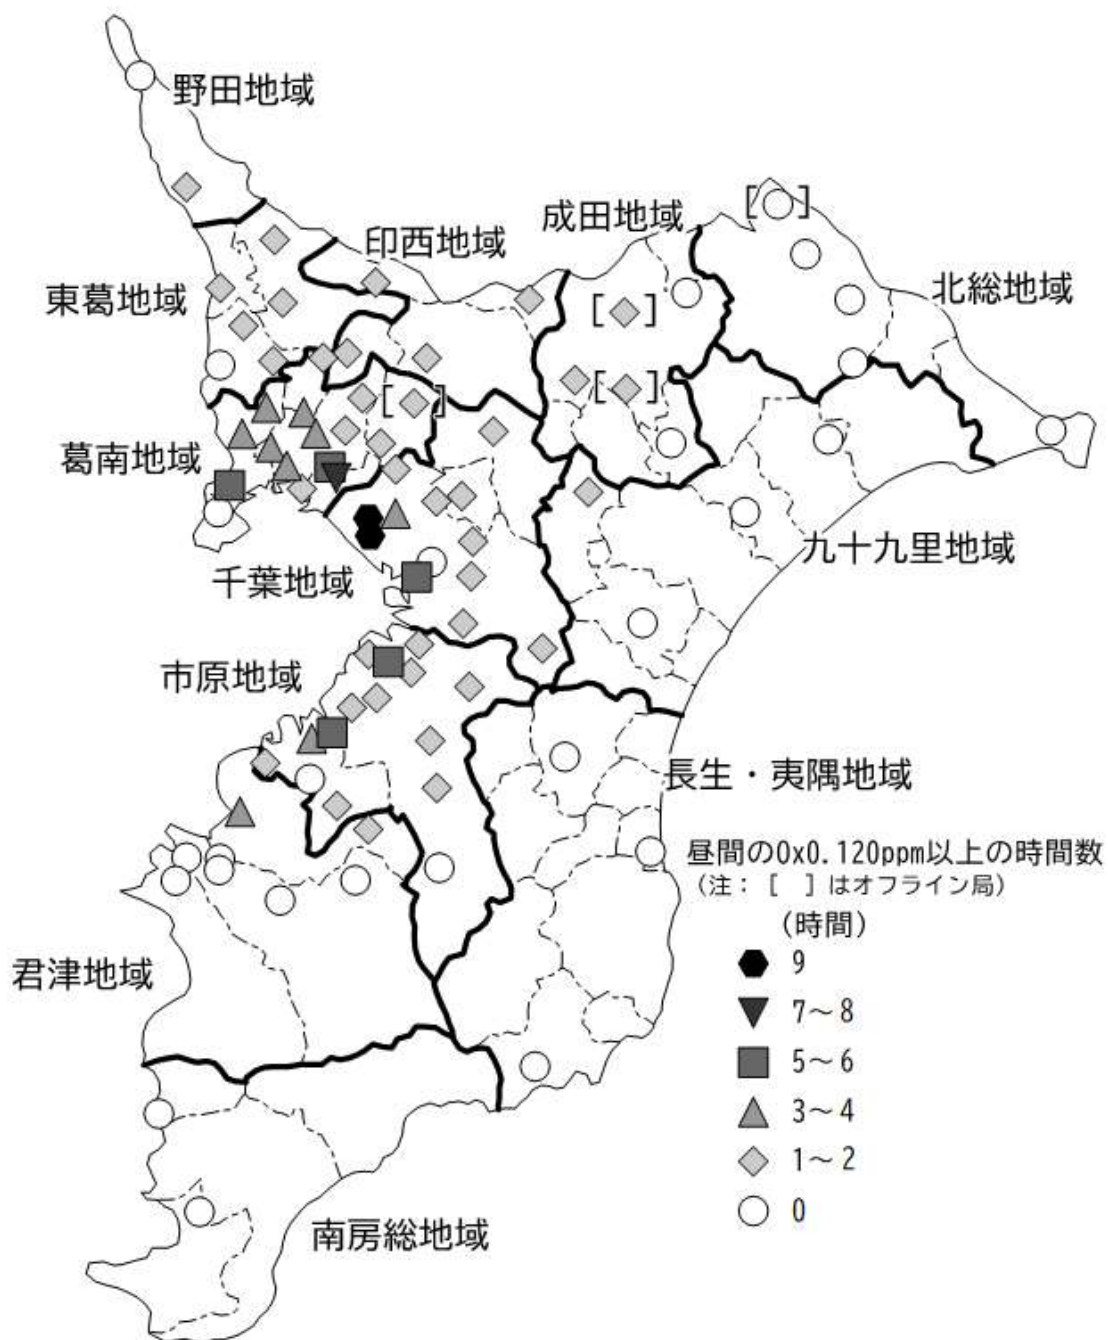 野田地域
成田地域
[ ]
印西地域
東葛地域
[ ]
北総地域
[ ]
[ ]
葛南地域
九十九里地域
千葉地域
市原地域
長生・夷隅地域
昼間の0x0.120ppm以上の時間数
(注：[ ]はオフライン局)
(時間)
9
7～8
5～6
3～4
1～2
0
君津地域
南房総地域